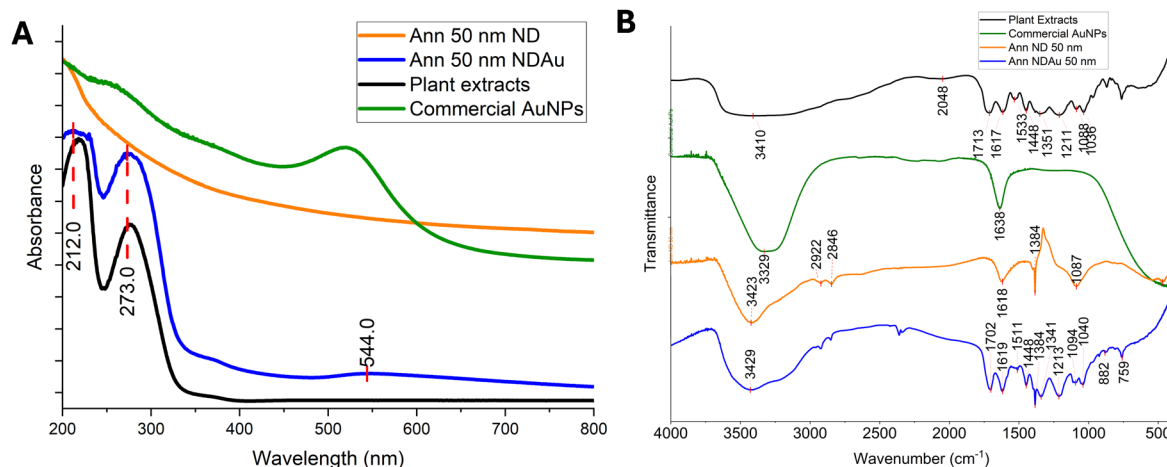 A
Ann 50 nm ND
Ann 50 nm NDAu
Plant extracts
Commercial AuNPs
Absorbance
212.0
273.0
544.0
200 300 400 500 600 700 800
Wavelength (nm)
B
Plant Extracts
Commercial AuNPs
Ann ND 50 nm
Ann NDAu 50 nm
Transmittance
3410
2048
1713
1617
1533
1448
1351
1211
1088
1036
3329
1638
3423
2922
2846
1618
1384
1087
3429
1702
1619
1511
1448
1384
1341
1213
1094
1040
882
759
4000 3500 3000 2500 2000 1500 1000 500
Wavenumber (cm⁻¹)